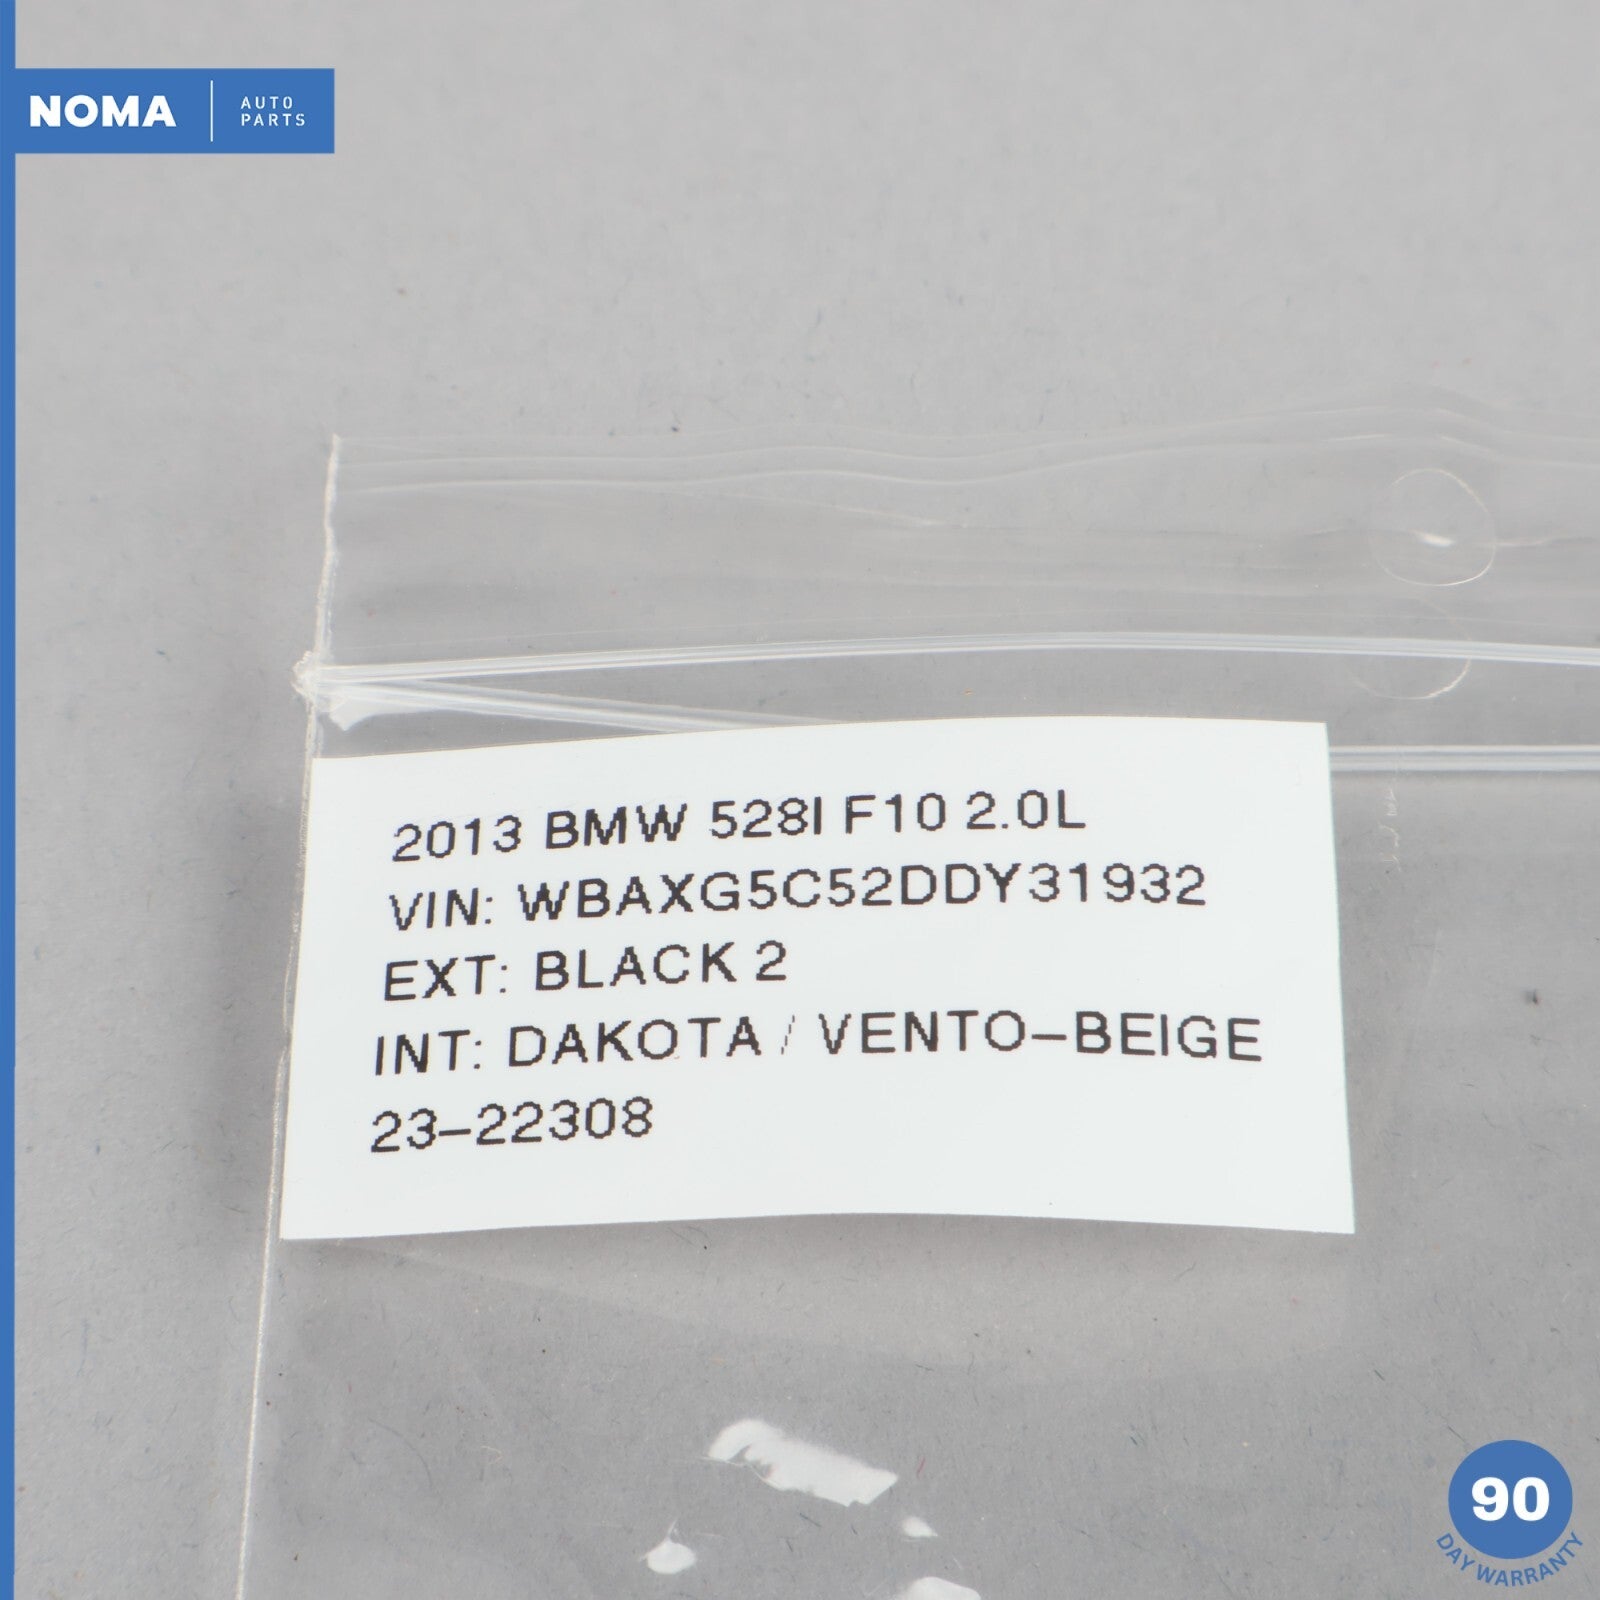 NOMA
AUTO
PARTS
2013 BMW 528I F10 2.0L
VIN: WBAXG5C52DDY31932
EXT: BLACK 2
INT: DAKOTA / VENTO–BEIGE
23–22308
90
DAY WARRANTY